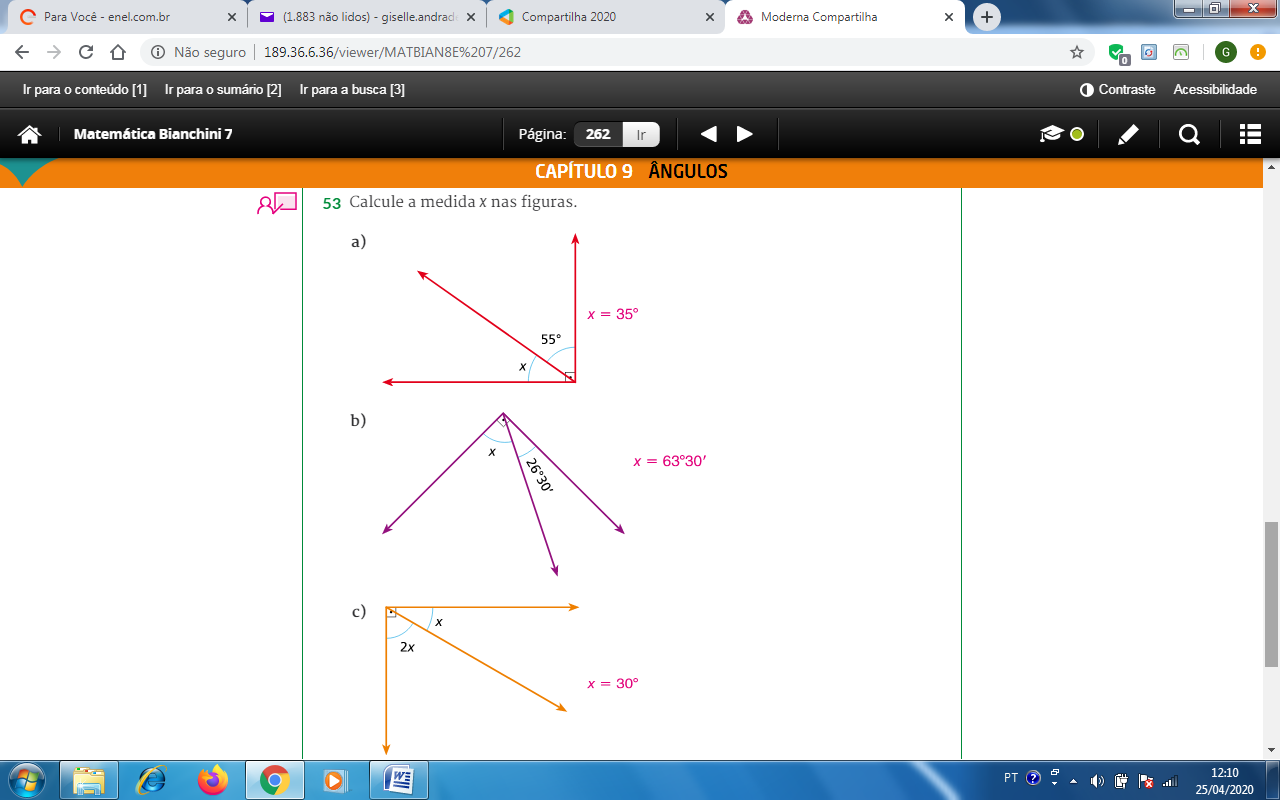 Para Você - enel.com.br
(1.883 não lidos) - giselle.andrade
Compartilha 2020
Moderna Compartilha
Não seguro | 189.36.6.36/viewer/MATBIAN8E%207/262
0
G
Ir para o conteúdo [1] Ir para o sumário [2] Ir para a busca [3]
Contraste Acessibilidade
Matemática Bianchini 7
Página: 262 Ir
CAPÍTULO 9 ÂNGULOS
53 Calcule a medida x nas figuras.
a)
x = 35°
55°
x
b)
x
26°30′
x = 63°30′
c)
x
2x
x = 30°
PT
12:10
25/04/2020